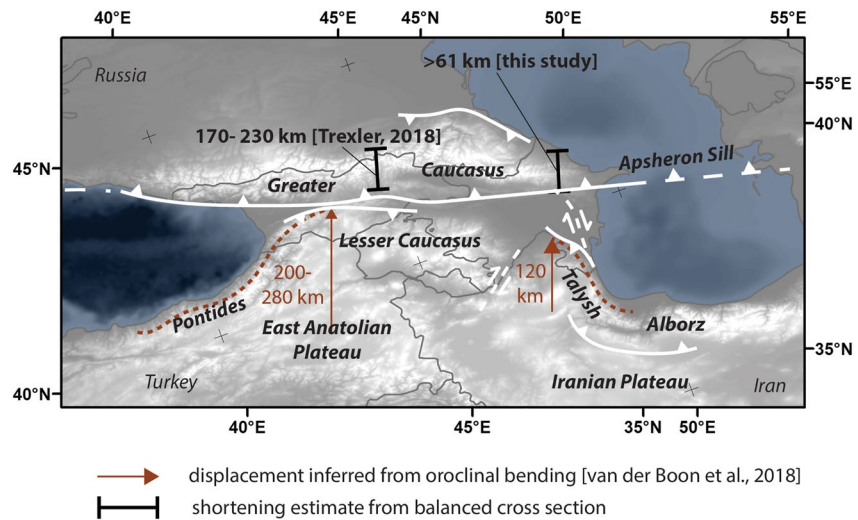 40°E 45°E 45°N 50°E 55°E
Russia
>61 km [this study]
55°E
40°N
170- 230 km [Trexler, 2018]
45°N
Apsheron Sill
Caucasus
Greater
Lesser Caucasus
200-
280 km
120
km
Talysh
Pontides
East Anatolian
Plateau
Alborz
35°N
Turkey
Iranian Plateau
Iran
40°N
40°E 45°E 35°N 50°E
displacement inferred from oroclinal bending [van der Boon et al., 2018]
shortening estimate from balanced cross section